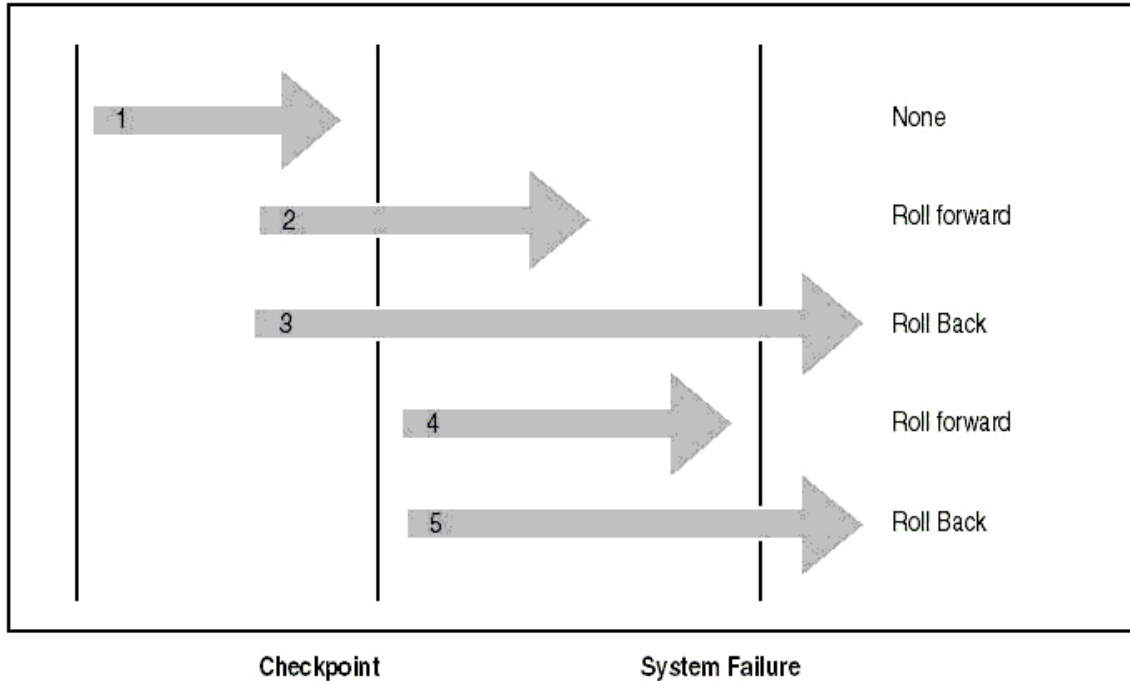 1
None
2
Roll forward
3
Roll Back
4
Roll forward
5
Roll Back
Checkpoint
System Failure